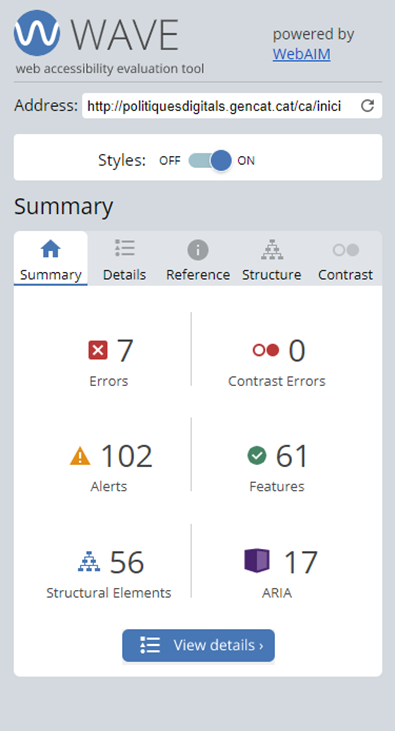 WAVE
web accessibility evaluation tool
powered by
WebAIM
Address: http://politiquesdigitals.gencat.cat/ca/inici
Styles: OFF ON
Summary
Summary Details Reference Structure Contrast
7 0
Errors Contrast Errors
102 61
Alerts Features
56 17
Structural Elements ARIA
View details ›